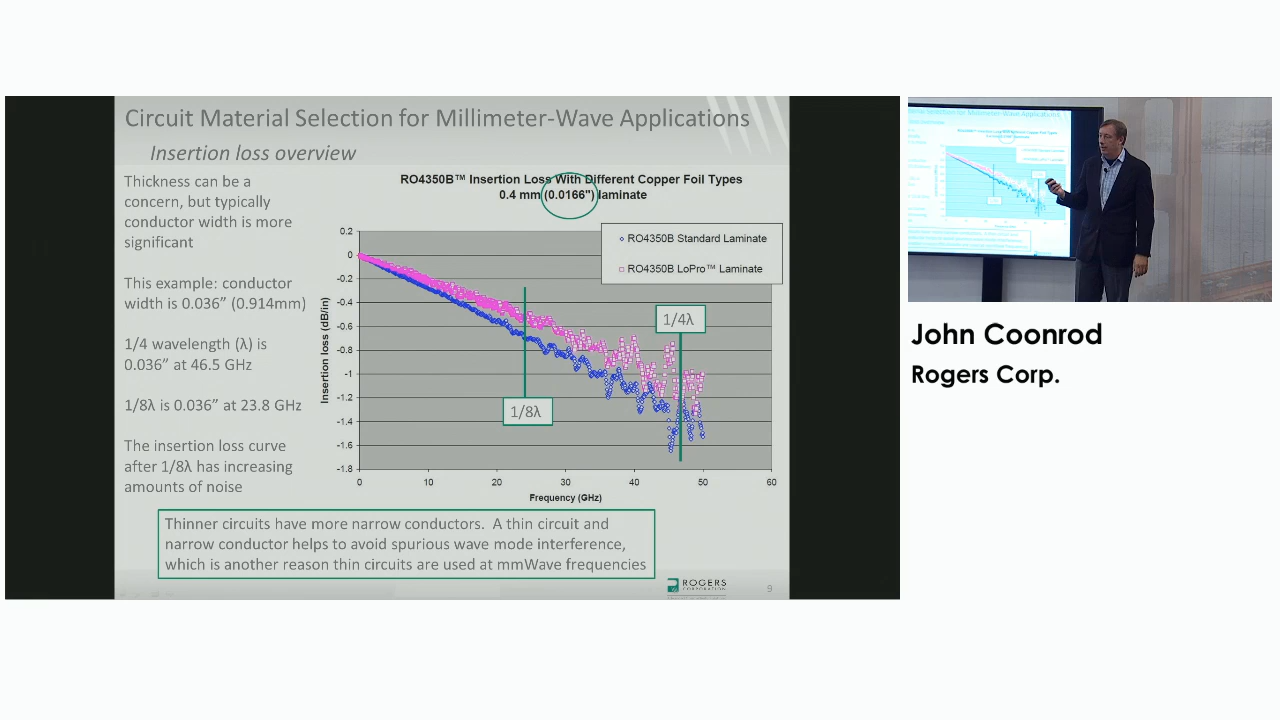 Circuit Material Selection for Millimeter-Wave Applications
Insertion loss overview
Thickness can be a
concern, but typically
conductor width is more
significant
This example: conductor
width is 0.036” (0.914mm)
1/4 wavelength (λ) is
0.036” at 46.5 GHz
1/8λ is 0.036” at 23.8 GHz
The insertion loss curve
after 1/8λ has increasing
amounts of noise
RO4350B™ Insertion Loss With Different Copper Foil Types
0.4 mm (0.0166") laminate
RO4350B Standard Laminate
RO4350B LoPro™ Laminate
Insertion loss (dB/in)
0.2
0
-0.2
-0.4
-0.6
-0.8
-1
-1.2
-1.4
-1.6
-1.8
1/8λ
1/4λ
0 10 20 30 40 50 60
Frequency (GHz)
Thinner circuits have more narrow conductors. A thin circuit and
narrow conductor helps to avoid spurious wave mode interference,
which is another reason thin circuits are used at mmWave frequencies
ROGERS
CORPORATION
9
John Coonrod
Rogers Corp.